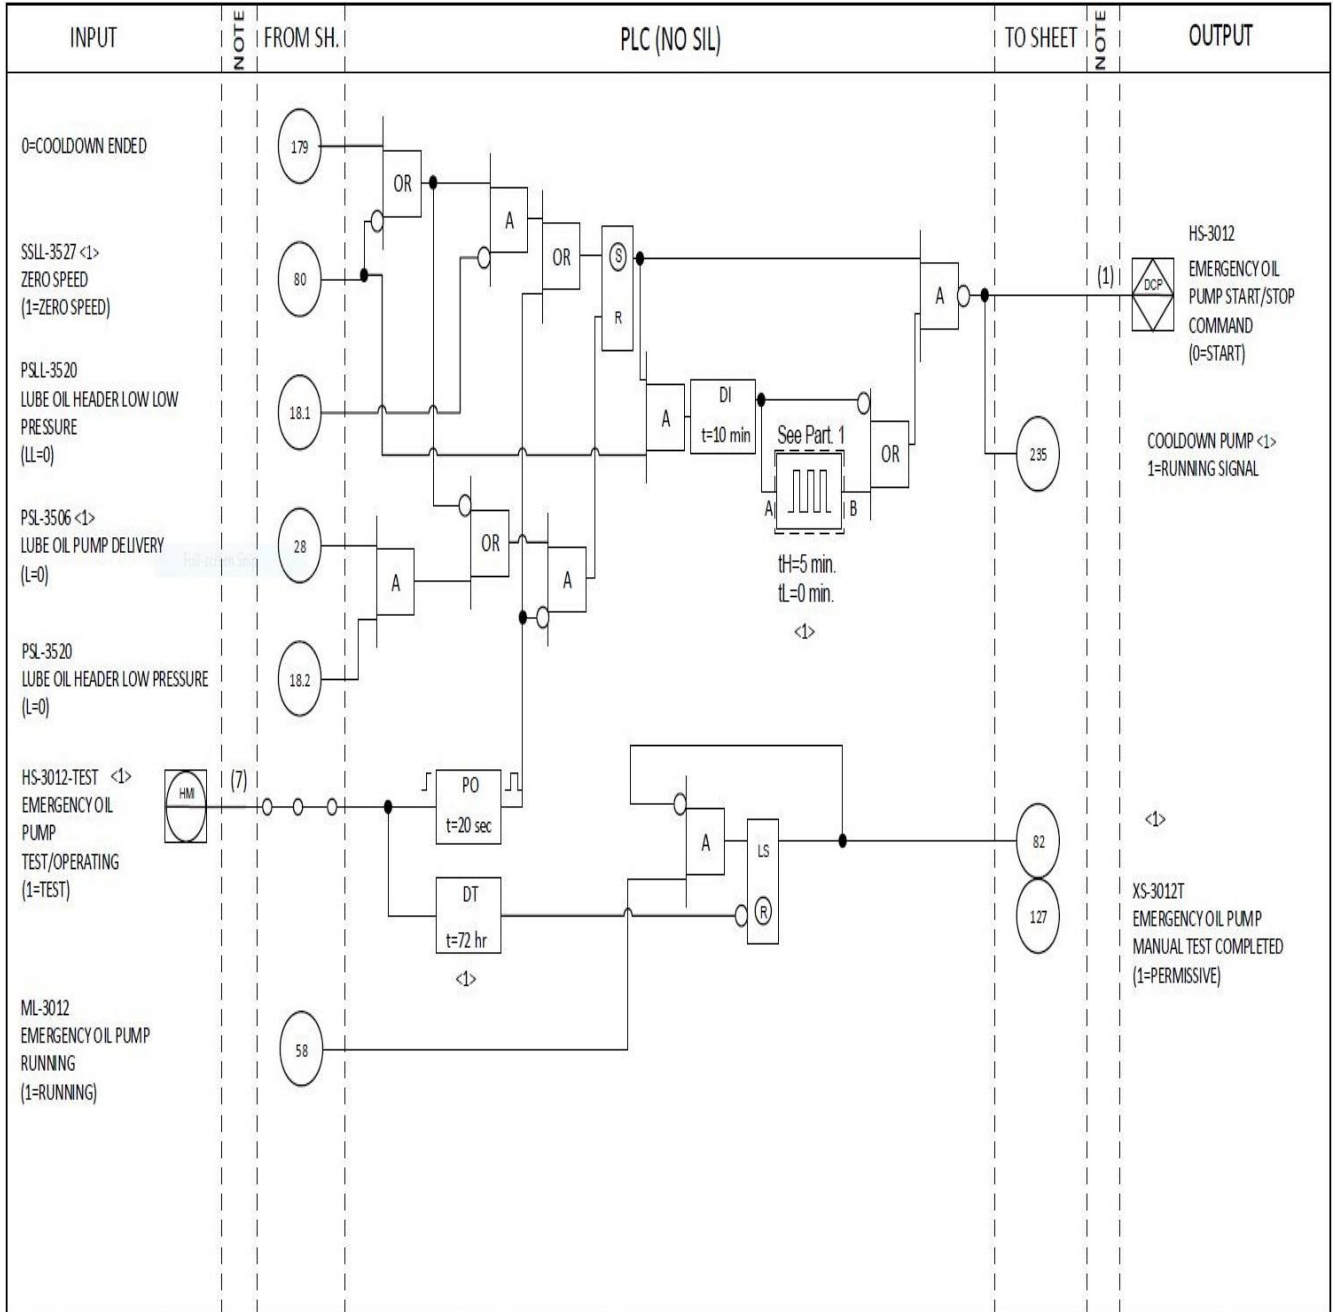 INPUT
NOTE
FROM SH.
PLC (NO SIL)
TO SHEET
NOTE
OUTPUT
0=COOLDOWN ENDED
179
OR
A
OR
S
R
SSLL-3527 <1>
ZERO SPEED
(1=ZERO SPEED)
80
A
(1)
DCP
HS-3012
EMERGENCY OIL
PUMP START/STOP
COMMAND
(0=START)
PSLL-3520
LUBE OIL HEADER LOW LOW
PRESSURE
(LL=0)
18.1
A
DI
t=10 min
See Part. 1
A
B
OR
tH=5 min.
tL=0 min.
<1>
235
COOLDOWN PUMP <1>
1=RUNNING SIGNAL
PSL-3506 <1>
LUBE OIL PUMP DELIVERY
(L=0)
28
A
OR
A
PSL-3520
LUBE OIL HEADER LOW PRESSURE
(L=0)
18.2
HS-3012-TEST <1>
EMERGENCY OIL
PUMP
TEST/OPERATING
(1=TEST)
HMI
(7)
PO
t=20 sec
DT
t=72 hr
<1>
A
LS
R
82
127
<1>
XS-3012T
EMERGENCY OIL PUMP
MANUAL TEST COMPLETED
(1=PERMISSIVE)
ML-3012
EMERGENCY OIL PUMP
RUNNING
(1=RUNNING)
58